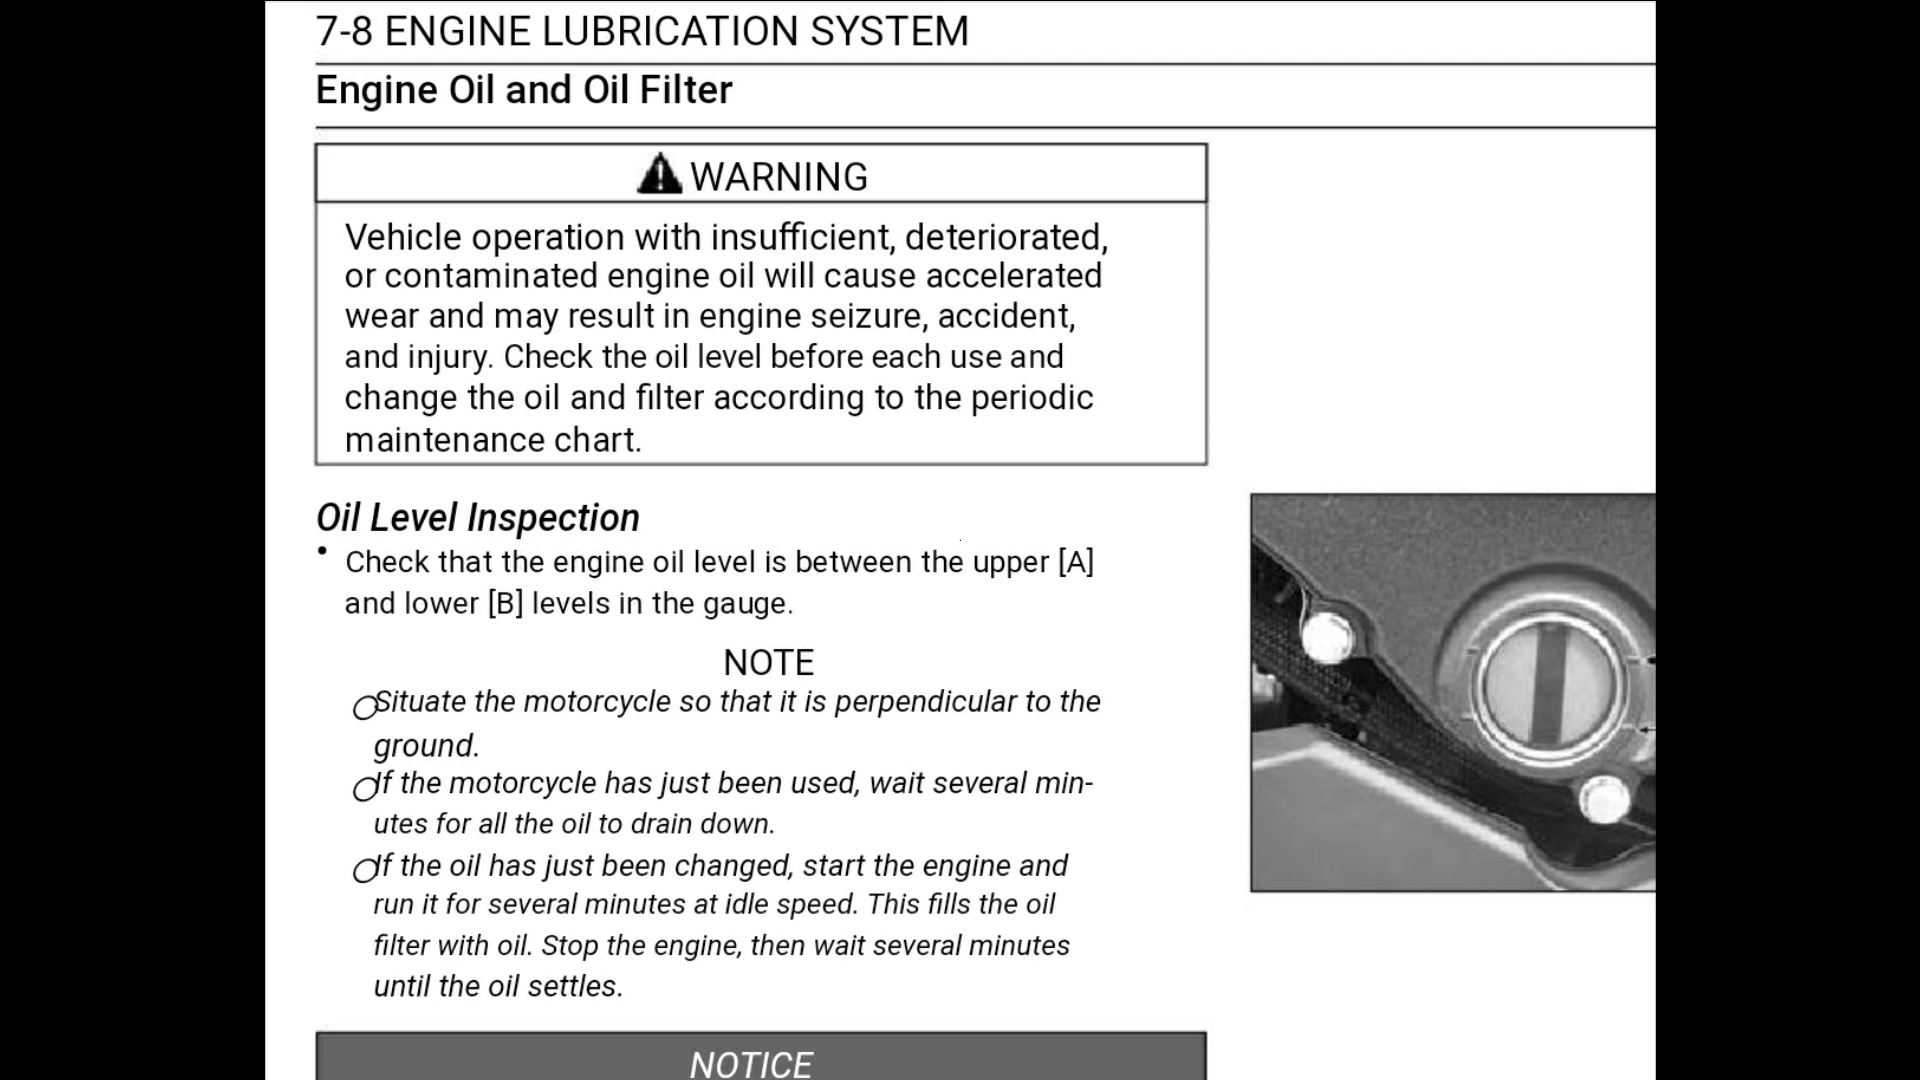 7-8 ENGINE LUBRICATION SYSTEM
Engine Oil and Oil Filter
WARNING
Vehicle operation with insufficient, deteriorated,
or contaminated engine oil will cause accelerated
wear and may result in engine seizure, accident,
and injury. Check the oil level before each use and
change the oil and filter according to the periodic
maintenance chart.
Oil Level Inspection
• Check that the engine oil level is between the upper [A]
and lower [B] levels in the gauge.
NOTE
○Situate the motorcycle so that it is perpendicular to the
ground.
○If the motorcycle has just been used, wait several min-
utes for all the oil to drain down.
○If the oil has just been changed, start the engine and
run it for several minutes at idle speed. This fills the oil
filter with oil. Stop the engine, then wait several minutes
until the oil settles.
NOTICE